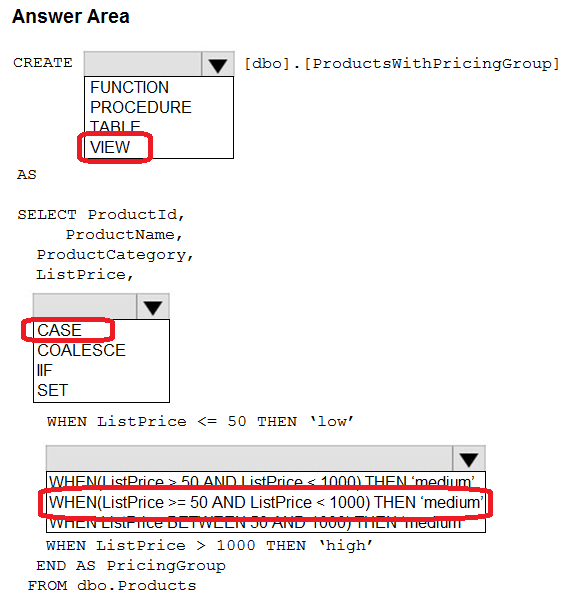 Answer Area
CREATE [dbo].[ProductsWithPricingGroup]
FUNCTION
PROCEDURE
TABLE
VIEW
AS
SELECT ProductId,
ProductName,
ProductCategory,
ListPrice,
CASE
COALESCE
IIF
SET
WHEN ListPrice <= 50 THEN ‘low’
WHEN(ListPrice > 50 AND ListPrice < 1000) THEN ‘medium’
WHEN(ListPrice >= 50 AND ListPrice < 1000) THEN ‘medium’
WHEN ListPrice BETWEEN 50 AND 1000) THEN ‘medium’
WHEN ListPrice > 1000 THEN ‘high’
END AS PricingGroup
FROM dbo.Products